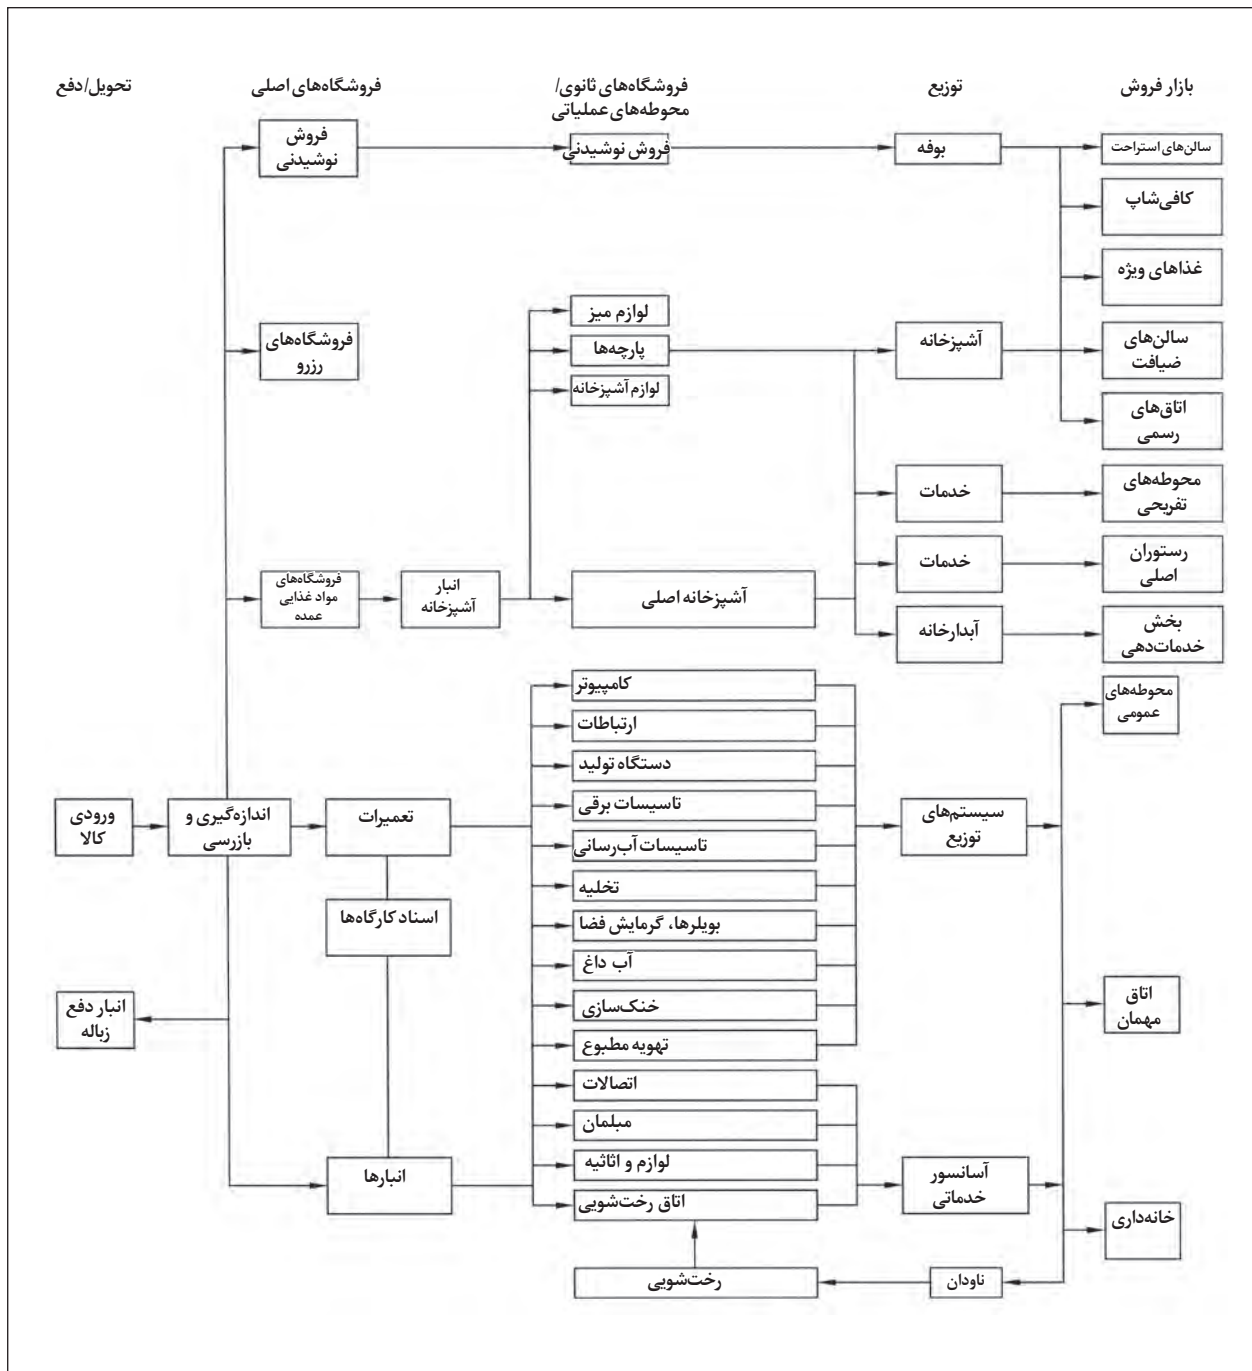 بازار فروش
توزیع
فروشگاه‌های ثانوی/
محوطه‌های عملیاتی
فروشگاه‌های اصلی
تحویل/دفع
فروش
نوشیدنی
فروش نوشیدنی
بوفه
سالن‌های استراحت
کافی‌شاپ
غذاهای ویژه
لوازم میز
فروشگاه‌های
رزرو
پارچه‌ها
آشپزخانه
سالن‌های
ضیافت
لوازم آشپزخانه
اتاق‌های
رسمی
خدمات
محوطه‌های
تفریحی
خدمات
رستوران
اصلی
فروشگاه‌های
مواد غذایی
عمده
انبار
آشپزخانه
آشپزخانه اصلی
آبدارخانه
بخش
خدمات‌دهی
کامپیوتر
محوطه‌های
عمومی
ارتباطات
دستگاه تولید
ورودی
کالا
اندازه‌گیری و
بازرسی
تعمیرات
تاسیسات برقی
سیستم‌های
توزیع
تاسیسات آب‌رسانی
تخلیه
اسناد کارگاه‌ها
بویلرها، گرمایش فضا
آب داغ
انبار دفع
زباله
خنک‌سازی
اتاق
مهمان
تهویه مطبوع
اتصالات
مبلمان
انبارها
لوازم و اثاثیه
آسانسور
خدماتی
اتاق رخت‌شویی
خانه‌داری
رخت‌شویی
ناودان